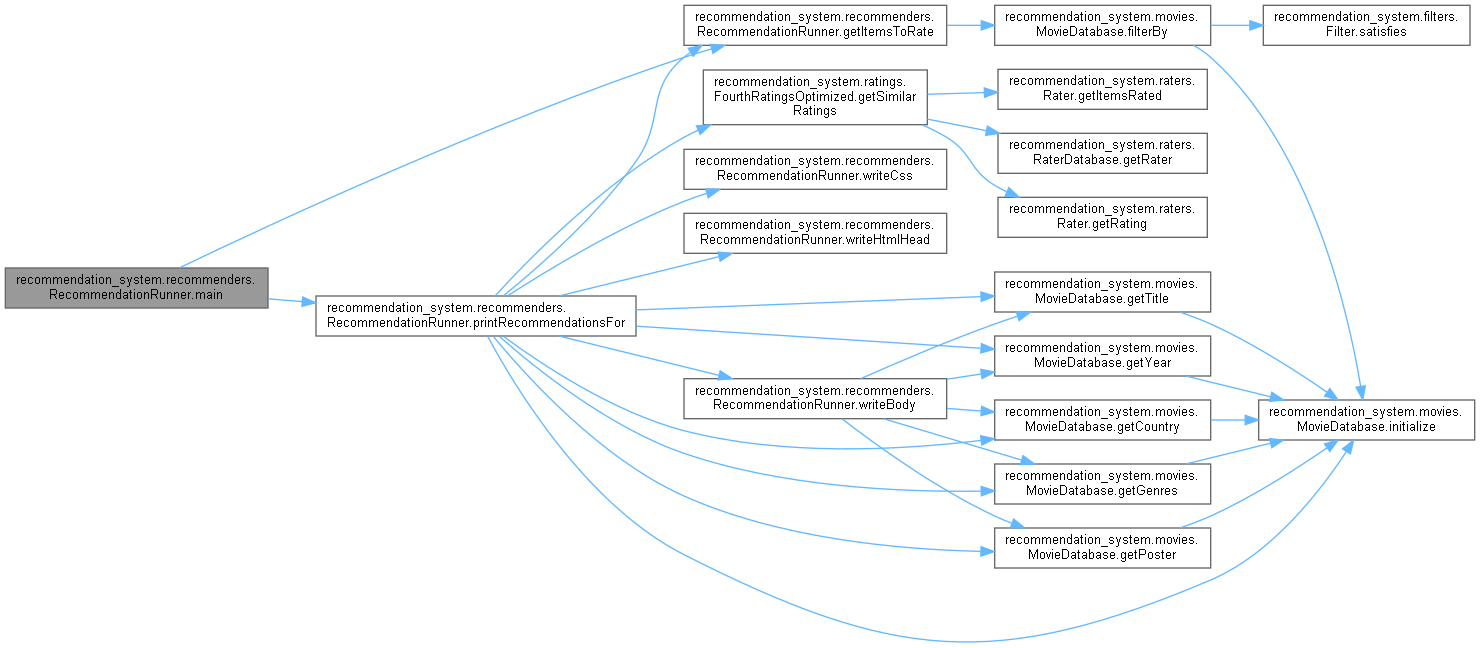 recommendation_system.recommenders.
RecommendationRunner.main
recommendation_system.recommenders.
RecommendationRunner.printRecommendationsFor
recommendation_system.recommenders.
RecommendationRunner.getItemsToRate
recommendation_system.ratings.
FourthRatingsOptimized.getSimilar
Ratings
recommendation_system.recommenders.
RecommendationRunner.writeCss
recommendation_system.recommenders.
RecommendationRunner.writeHtmlHead
recommendation_system.recommenders.
RecommendationRunner.writeBody
recommendation_system.movies.
MovieDatabase.filterBy
recommendation_system.raters.
Rater.getItemsRated
recommendation_system.raters.
RaterDatabase.getRater
recommendation_system.raters.
Rater.getRating
recommendation_system.movies.
MovieDatabase.getTitle
recommendation_system.movies.
MovieDatabase.getYear
recommendation_system.movies.
MovieDatabase.getCountry
recommendation_system.movies.
MovieDatabase.getGenres
recommendation_system.movies.
MovieDatabase.getPoster
recommendation_system.filters.
Filter.satisfies
recommendation_system.movies.
MovieDatabase.initialize